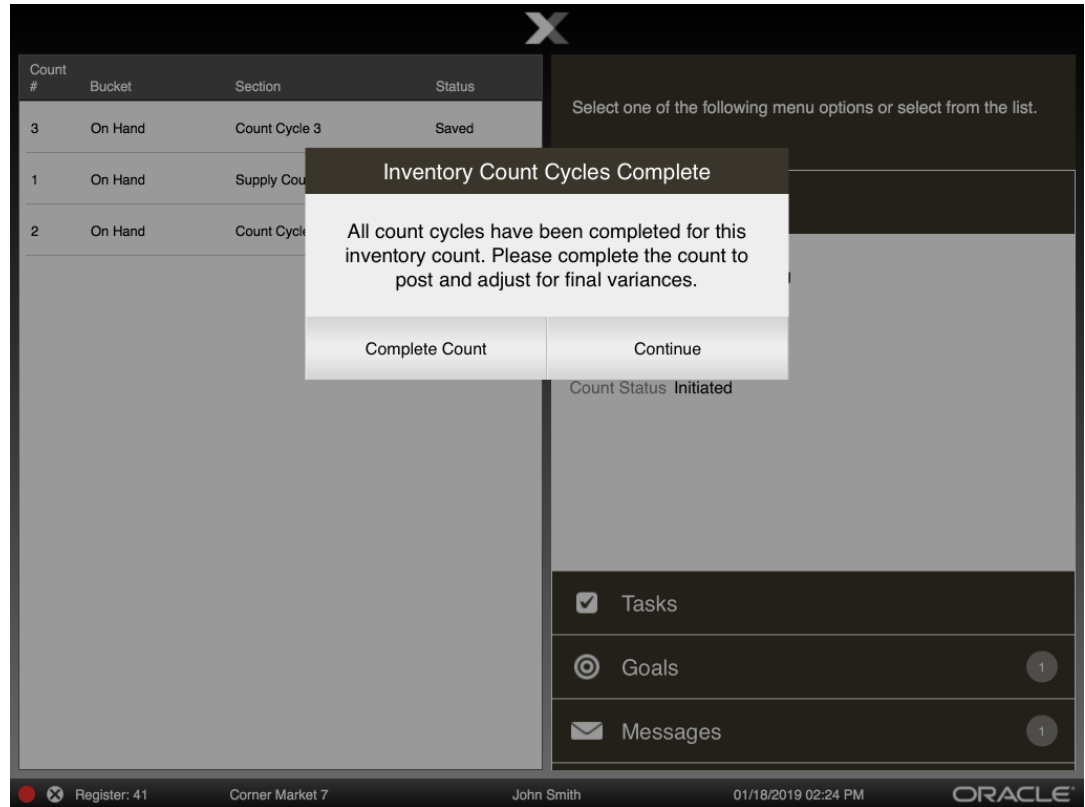 Count
# Bucket Section Status
3 On Hand Count Cycle 3 Saved
1 On Hand Supply Cou
2 On Hand Count Cycle
Select one of the following menu options or select from the list.
Inventory Count Cycles Complete
All count cycles have been completed for this
inventory count. Please complete the count to
post and adjust for final variances.
Complete Count Continue
Count Status Initiated
Tasks
Goals 1
Messages 1
Register: 41 Corner Market 7 John Smith 01/18/2019 02:24 PM ORACLE